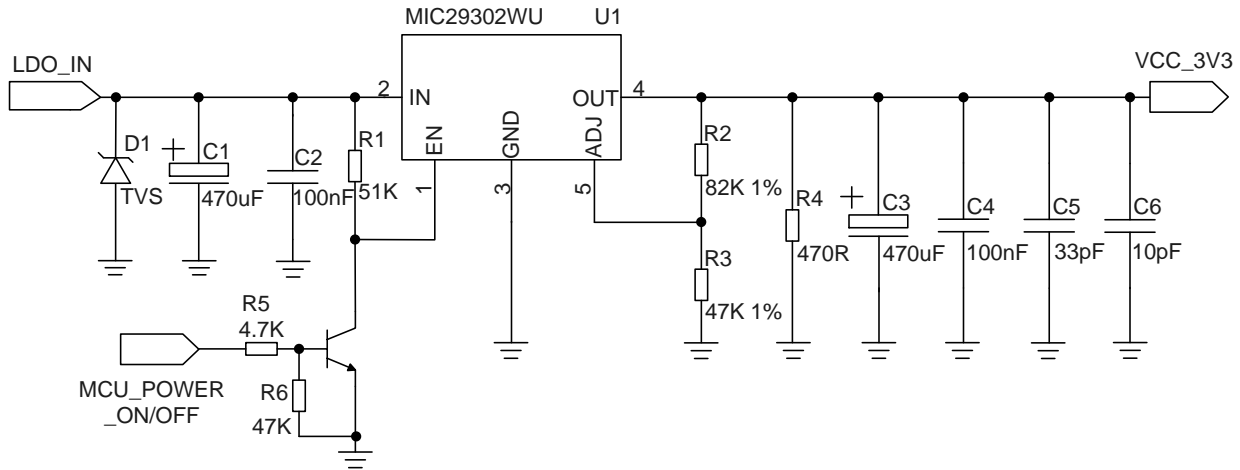 MIC29302WU U1
LDO_IN
VCC_3V3
2
IN
OUT
4
EN
GND
ADJ
1
3
5
D1
TVS
C1
470uF
C2
100nF
R1
51K
R2
82K 1%
R3
47K 1%
R4
470R
C3
470uF
C4
100nF
C5
33pF
C6
10pF
R5
4.7K
MCU_POWER
_ON/OFF
R6
47K